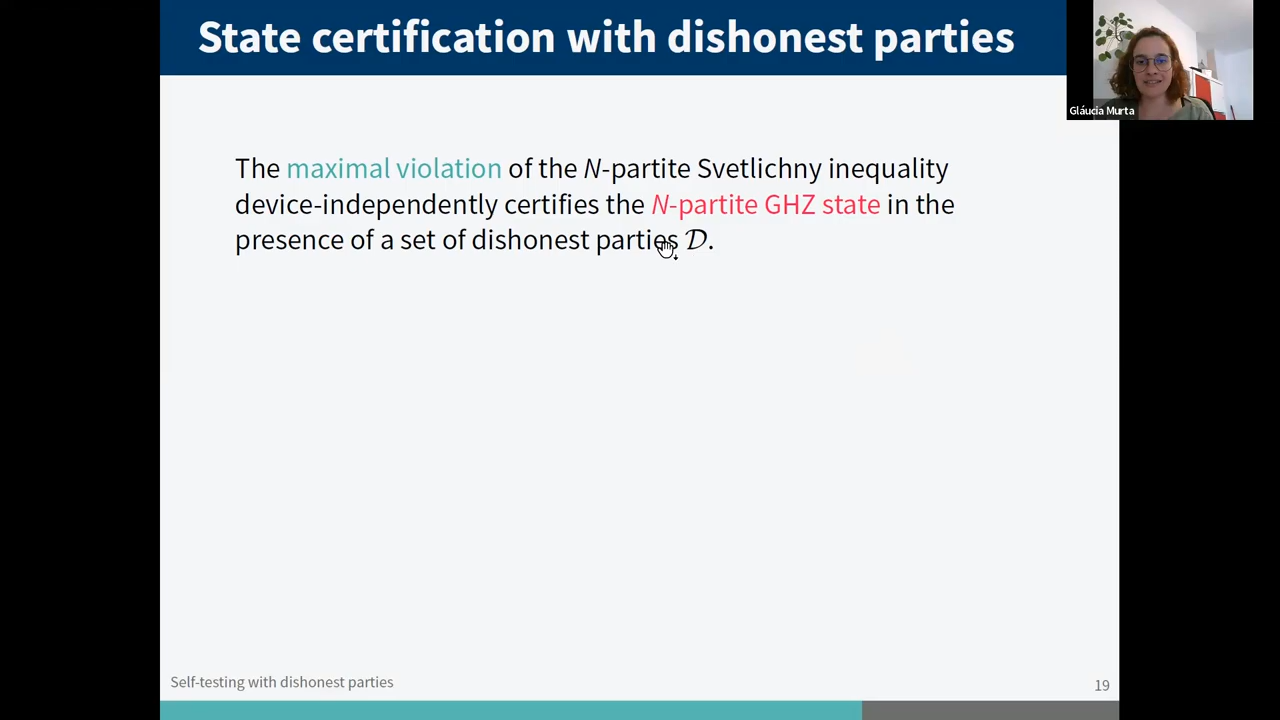 State certification with dishonest parties
Gláucia Murta
The maximal violation of the N-partite Svetlichny inequality
device-independently certifies the N-partite GHZ state in the
presence of a set of dishonest parties 𝒟.
Self-testing with dishonest parties
19